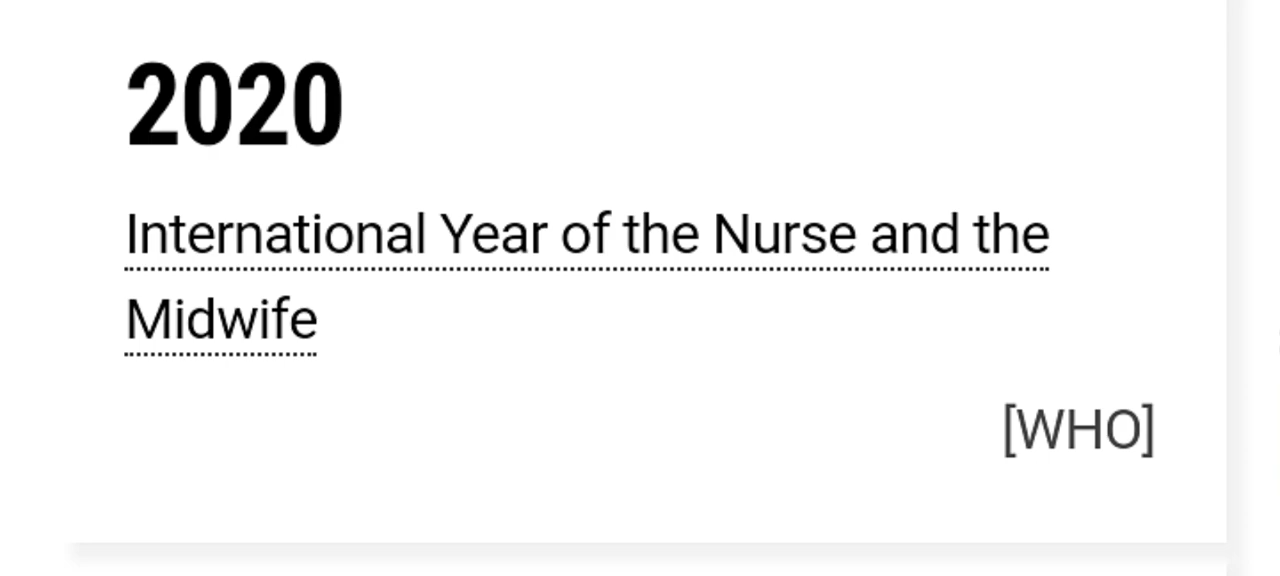 2020
International Year of the Nurse and the
Midwife
[WHO]